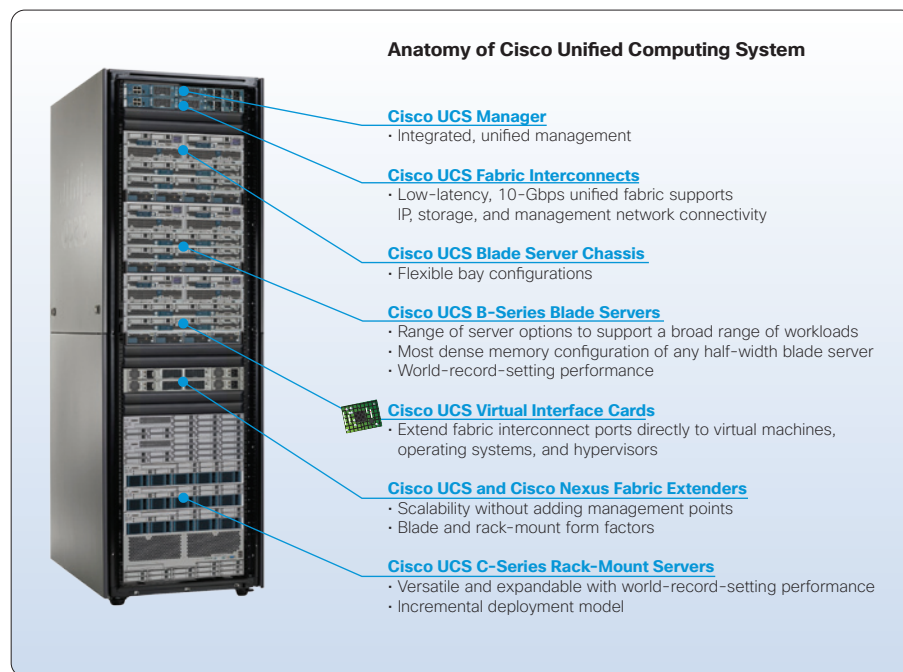 Anatomy of Cisco Unified Computing System
Cisco UCS Manager
· Integrated, unified management
Cisco UCS Fabric Interconnects
· Low-latency, 10-Gbps unified fabric supports
IP, storage, and management network connectivity
Cisco UCS Blade Server Chassis
· Flexible bay configurations
Cisco UCS B-Series Blade Servers
· Range of server options to support a broad range of workloads
· Most dense memory configuration of any half-width blade server
· World-record-setting performance
Cisco UCS Virtual Interface Cards
· Extend fabric interconnect ports directly to virtual machines,
operating systems, and hypervisors
Cisco UCS and Cisco Nexus Fabric Extenders
· Scalability without adding management points
· Blade and rack-mount form factors
Cisco UCS C-Series Rack-Mount Servers
· Versatile and expandable with world-record-setting performance
· Incremental deployment model